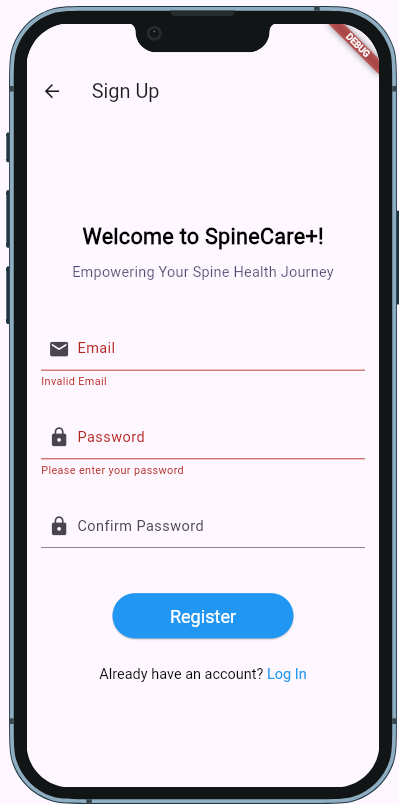 DEBUG
Sign Up
Welcome to SpineCare+!
Empowering Your Spine Health Journey
Email
Invalid Email
Password
Please enter your password
Confirm Password
Register
Already have an account? Log In